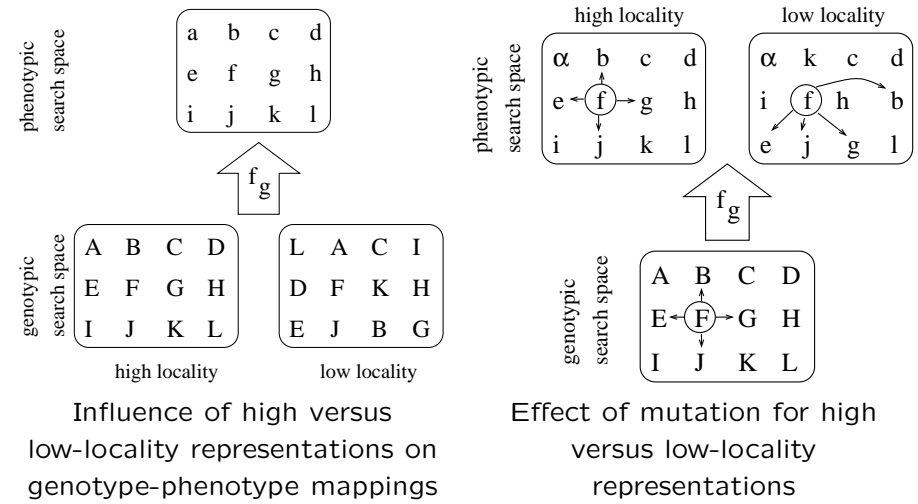 a b c d
e f g h
i j k l
phenotypic
search space
f g
A B C D
E F G H
I J K L
L A C I
D F K H
E J B G
genotypic
search space
high locality
low locality
Influence of high versus
low-locality representations on
genotype-phenotype mappings
high locality
low locality
α b c d
e f g h
i j k l
α k c d
i f h b
e j g l
phenotypic
search space
f g
A B C D
E F G H
I J K L
genotypic
search space
Effect of mutation for high
versus low-locality
representations